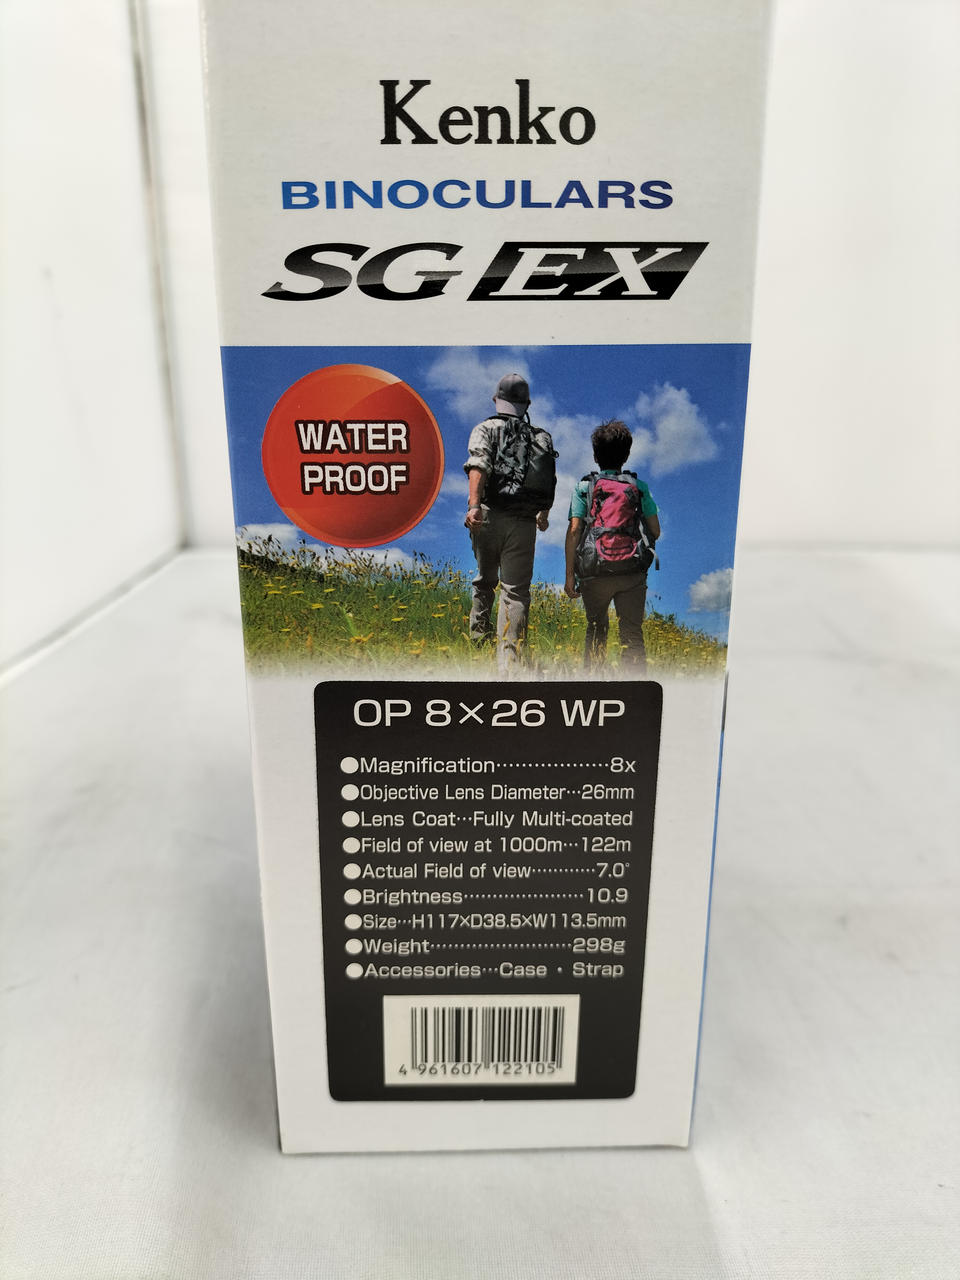 Kenko
BINOCULARS
SG EX
WATER
PROOF
OP 8×26 WP
●Magnification··················8x
●Objective Lens Diameter···26mm
●Lens Coat···Fully Multi-coated
●Field of view at 1000m···122m
●Actual Field of view············7.0°
●Brightness·····················10.9
●Size···H117×D38.5×W113.5mm
●Weight·······················298g
●Accessories···Case・Strap
4 961607 122105